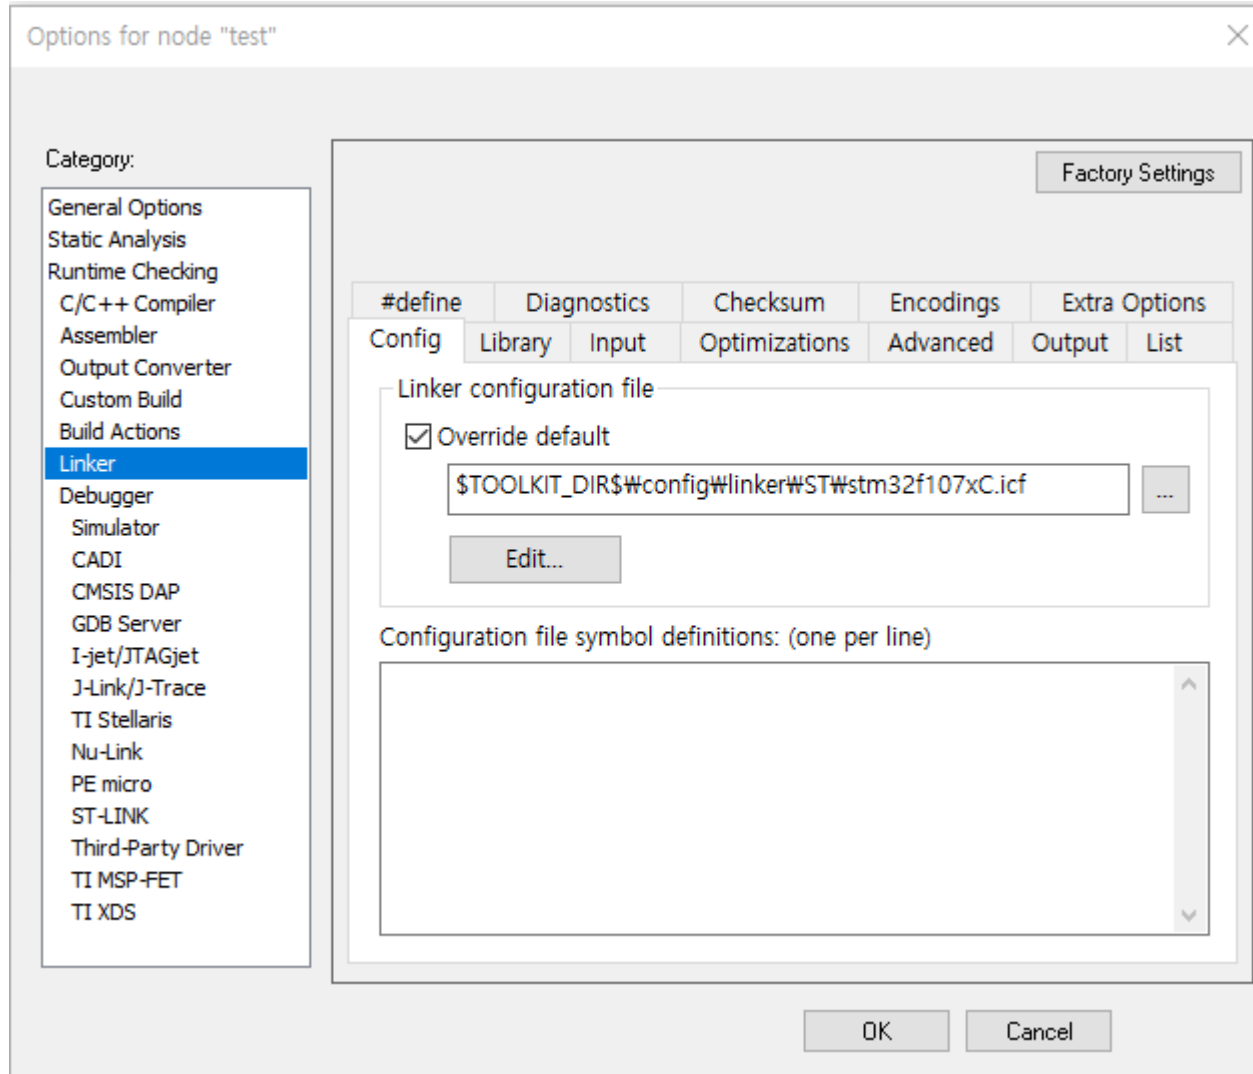 Options for node "test"
Category:
General Options
Static Analysis
Runtime Checking
C/C++ Compiler
Assembler
Output Converter
Custom Build
Build Actions
Linker
Debugger
Simulator
CADI
CMSIS DAP
GDB Server
I-jet/JTAGjet
J-Link/J-Trace
TI Stellaris
Nu-Link
PE micro
ST-LINK
Third-Party Driver
TI MSP-FET
TI XDS
Factory Settings
#define Diagnostics Checksum Encodings Extra Options
Config Library Input Optimizations Advanced Output List
Linker configuration file
Override default
$TOOLKIT_DIR$₩config₩linker₩ST₩stm32f107xC.icf
...
Edit...
Configuration file symbol definitions: (one per line)
OK Cancel